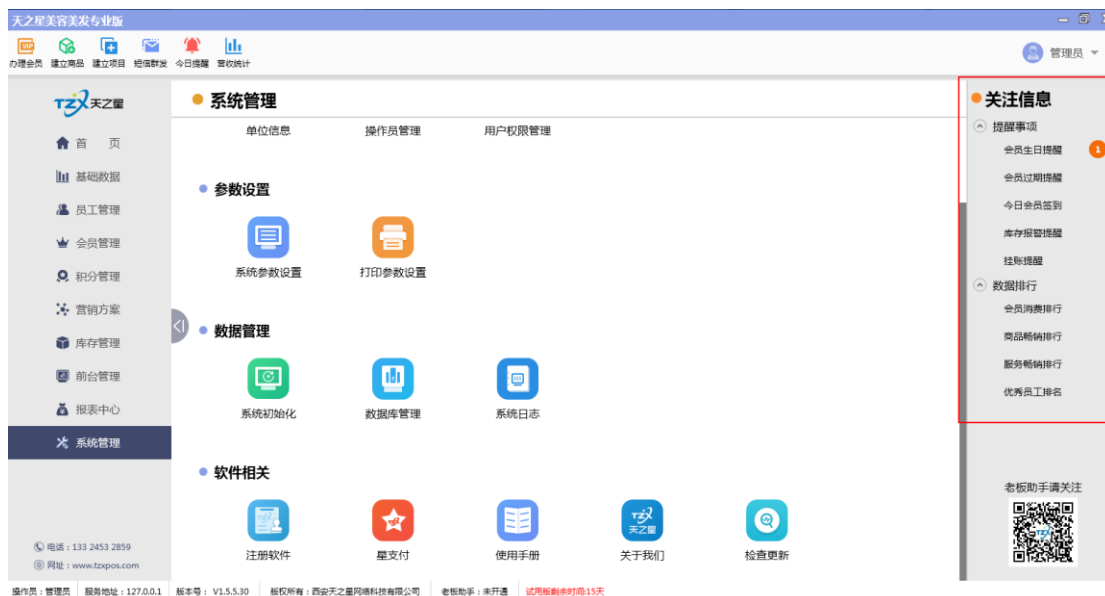 天之星美容美发专业版
办理会员 建立商品 建立项目 短信群发 今日提醒 营收统计
管理员
TZX天之星
首 页
基础数据
员工管理
会员管理
积分管理
营销方案
库存管理
前台管理
报表中心
系统管理
电话：133 2453 2859
网址：www.tzxpos.com
系统管理
单位信息 操作员管理 用户权限管理
参数设置
系统参数设置 打印参数设置
数据管理
系统初始化 数据库管理 系统日志
软件相关
TZX
天之星
注册软件 星支付 使用手册 关于我们 检查更新
关注信息
提醒事项
会员生日提醒 1
会员过期提醒
今日会员签到
库存报警提醒
挂账提醒
数据排行
会员消费排行
商品畅销排行
服务畅销排行
优秀员工排名
老板助手请关注
操作员：管理员 服务地址：127.0.0.1 版本号： V1.5.5.30 版权所有：西安天之星网络科技有限公司 老板助手：未开通 试用版剩余时间:15天